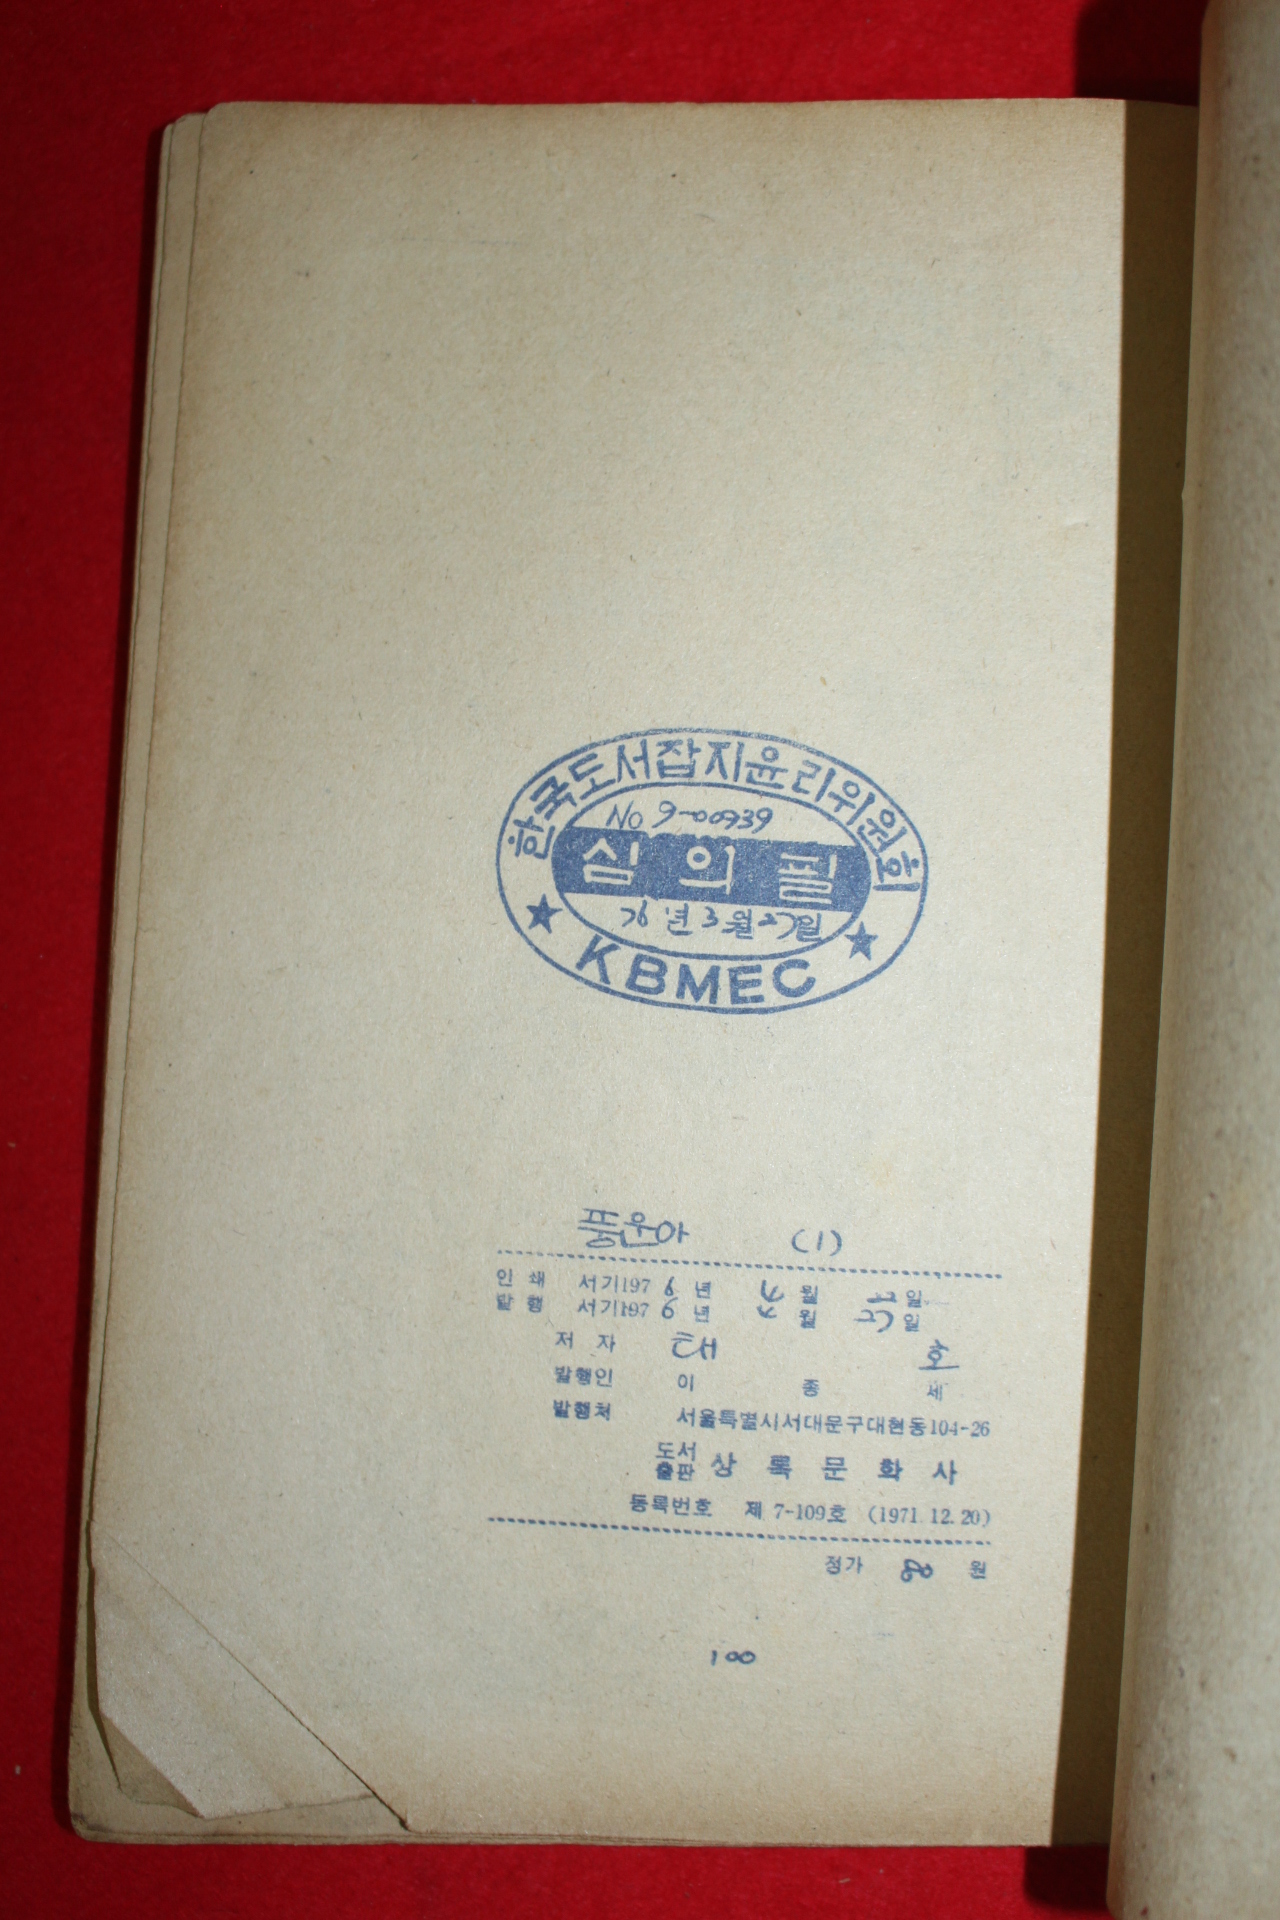 한국도서잡지윤리위원회
No 9-00939
심의필
76년 3월 27일
KBMEC
풍운아 (1)
인쇄 서기1976년 월 일
발행 서기1976년 월 일
저자 태 호
발행인 이 종 세
발행처 서울특별시서대문구대현동104-26
도서출판 상록문화사
등록번호 제 7-109호 (1971.12.20)
정가 원
100